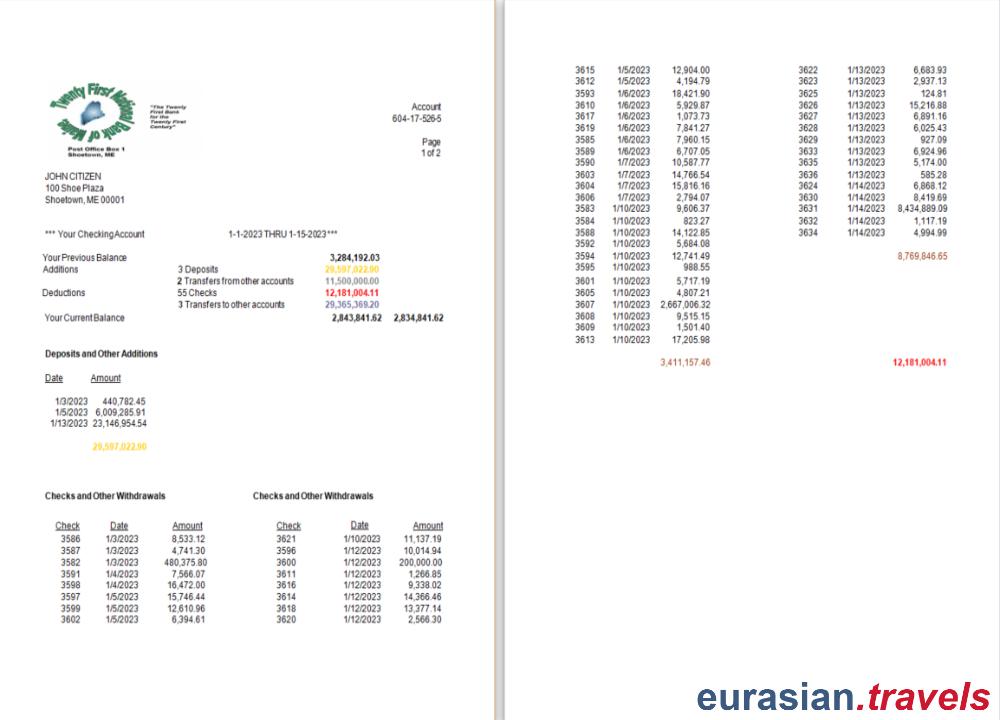 Twenty First National Bank of Maine
"The Twenty
First Bank
for the
Twenty First
Century"
Post Office Box 1
Shoetown, ME
Account
604-17-526-5
Page
1 of 2
JOHN CITIZEN
100 Shoe Plaza
Shoetown, ME 00001
*** Your Checking Account 1-1-2023 THRU 1-15-2023 ***
Your Previous Balance 3,284,192.03
Additions 3 Deposits 29,597,022.90
2 Transfers from other accounts 11,500,000.00
Deductions 55 Checks 12,181,004.11
3 Transfers to other accounts 29,365,369.20
Your Current Balance 2,843,841.62 2,834,841.62
Deposits and Other Additions
Date Amount
1/3/2023 440,782.45
1/5/2023 6,009,285.91
1/13/2023 23,146,954.54
29,597,022.90
Checks and Other Withdrawals Checks and Other Withdrawals
Check Date Amount Check Date Amount
3586 1/3/2023 8,533.12 3621 1/10/2023 11,137.19
3587 1/3/2023 4,741.30 3596 1/12/2023 10,014.94
3582 1/3/2023 480,375.80 3600 1/12/2023 200,000.00
3591 1/4/2023 7,566.07 3611 1/12/2023 1,266.85
3598 1/4/2023 16,472.00 3616 1/12/2023 9,338.02
3597 1/5/2023 15,746.44 3614 1/12/2023 14,366.46
3599 1/5/2023 12,610.96 3618 1/12/2023 13,377.14
3602 1/5/2023 6,394.61 3620 1/12/2023 2,566.30
3615 1/5/2023 12,904.00 3622 1/13/2023 6,683.93
3612 1/5/2023 4,194.79 3623 1/13/2023 2,937.13
3593 1/6/2023 18,421.90 3625 1/13/2023 124.81
3610 1/6/2023 5,929.87 3626 1/13/2023 15,216.88
3617 1/6/2023 1,073.73 3627 1/13/2023 6,891.16
3619 1/6/2023 7,841.27 3628 1/13/2023 6,025.43
3585 1/6/2023 7,960.15 3629 1/13/2023 927.09
3589 1/6/2023 6,707.05 3633 1/13/2023 6,924.96
3590 1/7/2023 10,587.77 3635 1/13/2023 5,174.00
3603 1/7/2023 14,766.54 3636 1/13/2023 585.28
3604 1/7/2023 15,816.16 3624 1/14/2023 6,868.12
3606 1/7/2023 2,794.07 3630 1/14/2023 8,419.69
3583 1/10/2023 9,606.37 3631 1/14/2023 8,434,889.09
3584 1/10/2023 823.27 3632 1/14/2023 1,117.19
3588 1/10/2023 14,122.85 3634 1/14/2023 4,994.99
3592 1/10/2023 5,684.08
3594 1/10/2023 12,741.49 8,769,846.65
3595 1/10/2023 988.55
3601 1/10/2023 5,717.19
3605 1/10/2023 4,807.21
3607 1/10/2023 2,667,006.32
3608 1/10/2023 9,515.15
3609 1/10/2023 1,501.40
3613 1/10/2023 17,205.98
3,411,157.46 12,181,004.11
eurasian.travels